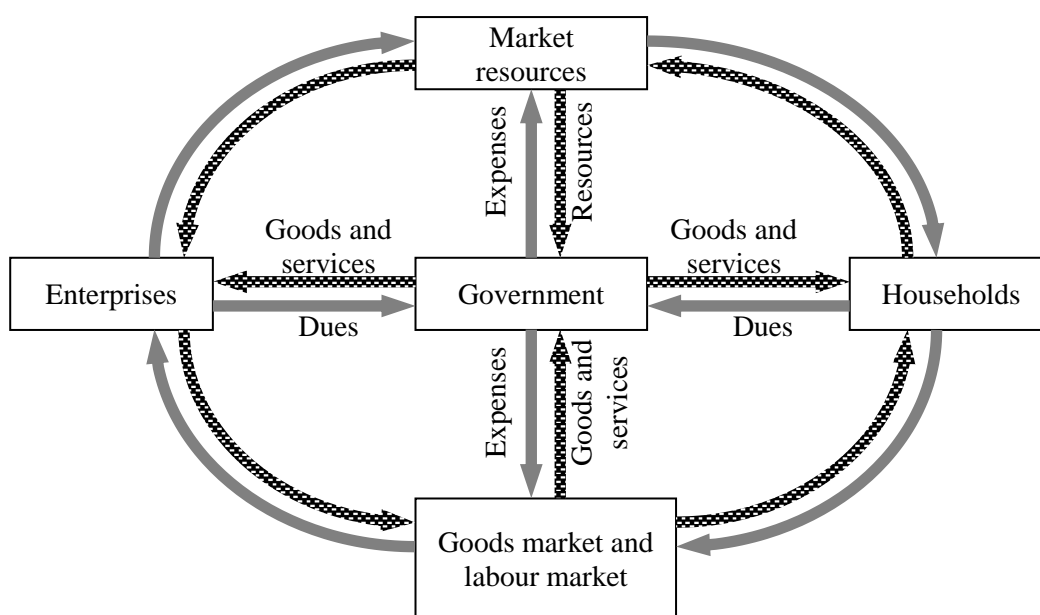 Market
resources
Expenses
Resources
Goods and
services
Goods and
services
Enterprises
Government
Households
Dues
Dues
Expenses
Goods and
services
Goods market and
labour market